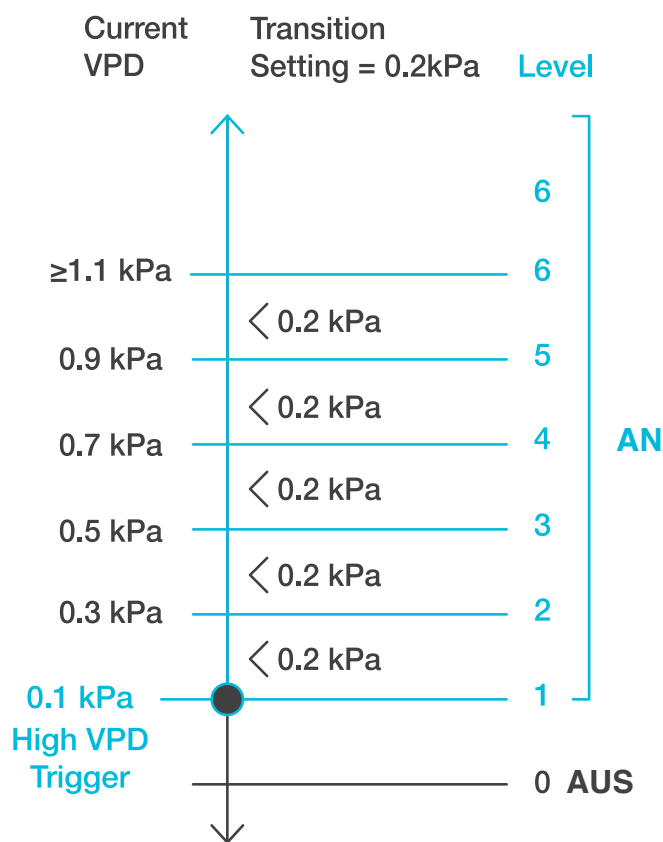 Current VPD
Transition Setting = 0.2kPa
Level
6
≥1.1 kPa
6
< 0.2 kPa
0.9 kPa
5
< 0.2 kPa
0.7 kPa
4
AN
< 0.2 kPa
0.5 kPa
3
< 0.2 kPa
0.3 kPa
2
< 0.2 kPa
0.1 kPa
1
High VPD
Trigger
0 AUS